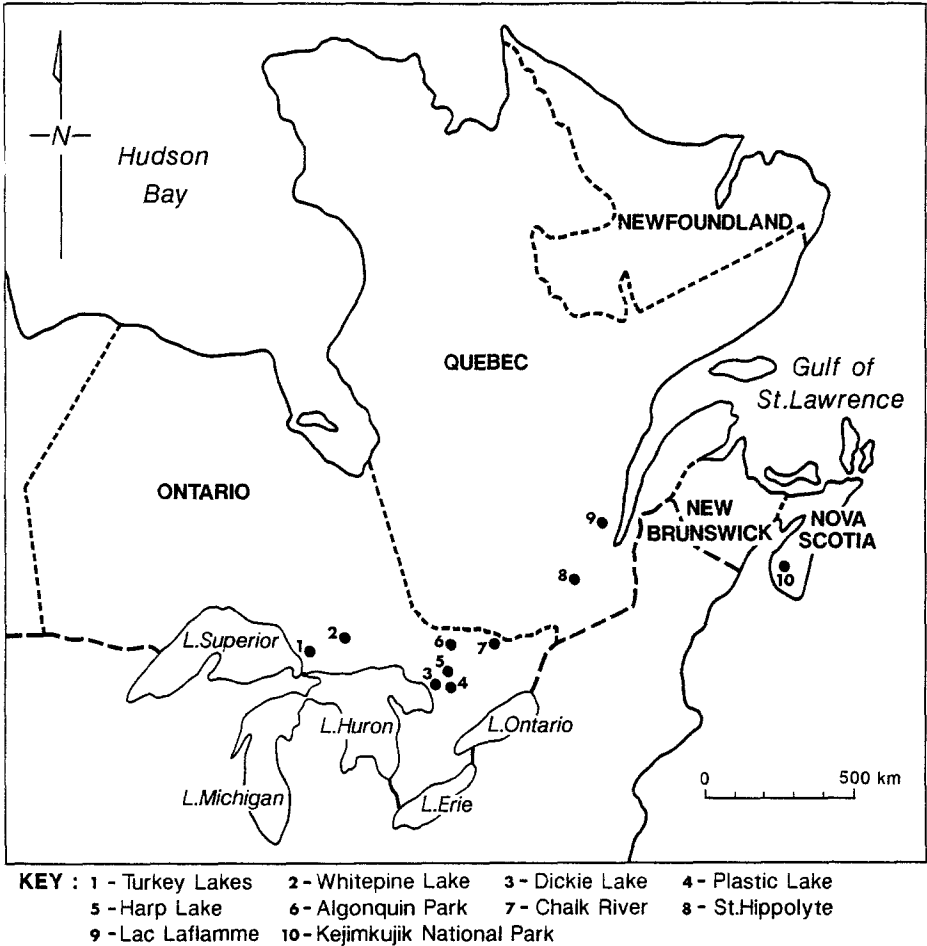 N
Hudson
Bay
NEWFOUNDLAND
QUEBEC
Gulf of
St.Lawrence
ONTARIO
NEW
BRUNSWICK
NOVA
SCOTIA
9
10
8
L.Superior
1
2
6
7
5
3
4
L.Huron
L.Ontario
L.Michigan
L.Erie
0 500 km
KEY : 1 - Turkey Lakes 2 - Whitepine Lake 3 - Dickie Lake 4 - Plastic Lake
5 - Harp Lake 6 - Algonquin Park 7 - Chalk River 8 - St.Hippolyte
9 - Lac Laflamme 10 - Kejimkujik National Park